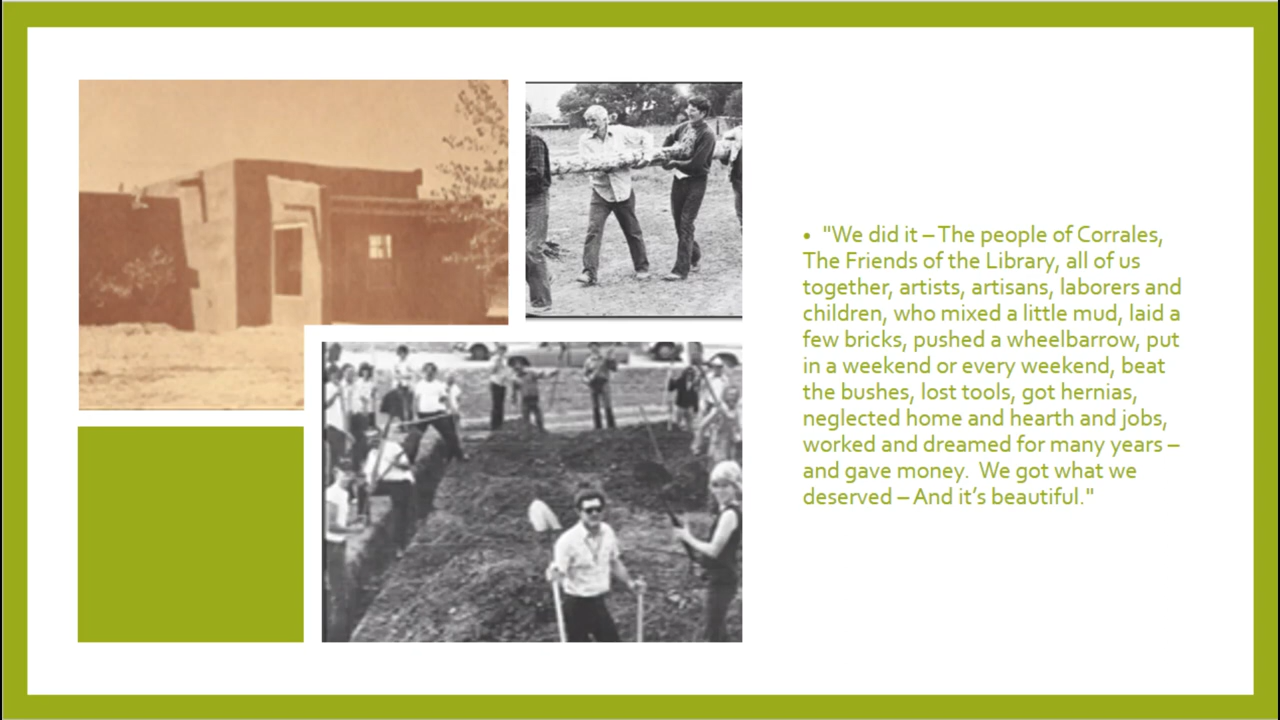 • "We did it – The people of Corrales,
The Friends of the Library, all of us
together, artists, artisans, laborers and
children, who mixed a little mud, laid a
few bricks, pushed a wheelbarrow, put
in a weekend or every weekend, beat
the bushes, lost tools, got hernias,
neglected home and hearth and jobs,
worked and dreamed for many years –
and gave money.  We got what we
deserved – And it’s beautiful."